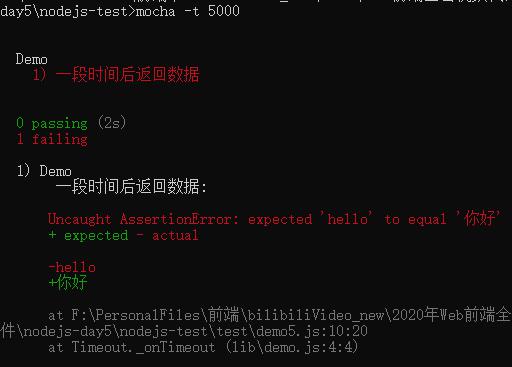 day5\nodejs-test>mocha -t 5000
Demo
1) 一段时间后返回数据
0 passing (2s)
1 failing
1) Demo
一段时间后返回数据:
Uncaught AssertionError: expected 'hello' to equal '你好'
+ expected - actual
-hello
+你好
at F:\PersonalFiles\前端\bilibiliVideo_new\2020年Web前端全
件\nodejs-day5\nodejs-test\test\demo5.js:10:20
at Timeout._onTimeout (lib\demo.js:4:4)